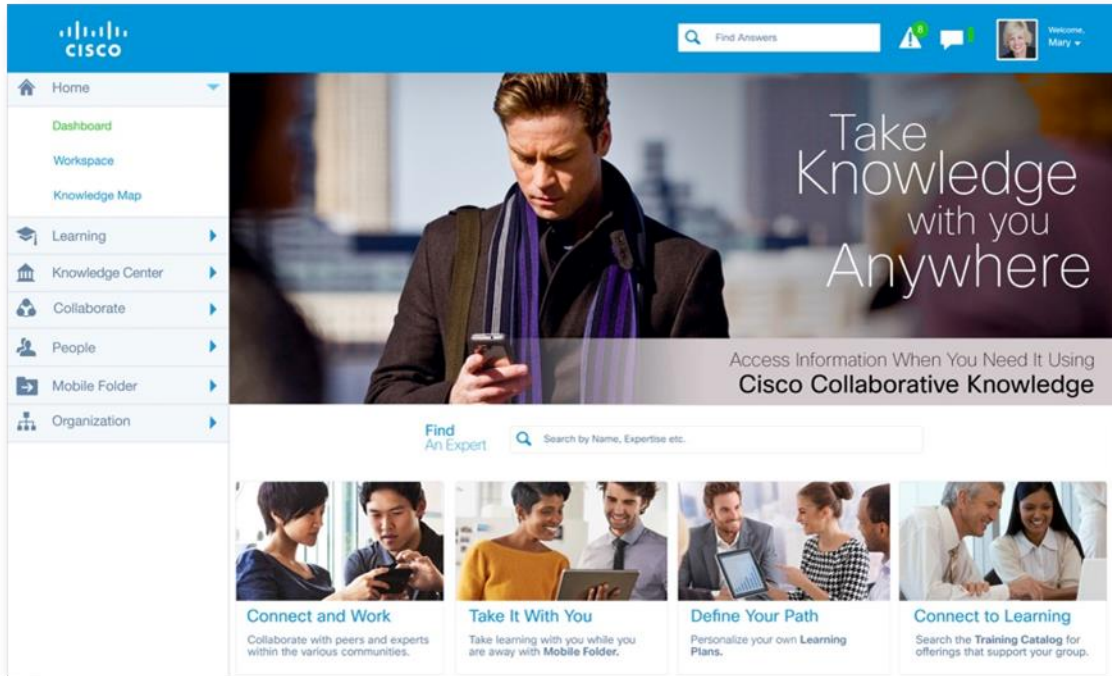 CISCO
Find Answers
8
Welcome,
Mary
Home
Dashboard
Workspace
Knowledge Map
Learning
Knowledge Center
Collaborate
People
Mobile Folder
Organization
Take
Knowledge
with you
Anywhere
Access Information When You Need It Using
Cisco Collaborative Knowledge
Find
An Expert
Search by Name, Expertise etc.
Connect and Work
Collaborate with peers and experts
within the various communities.
Take It With You
Take learning with you while you
are away with Mobile Folder.
Define Your Path
Personalize your own Learning
Plans.
Connect to Learning
Search the Training Catalog for
offerings that support your group.